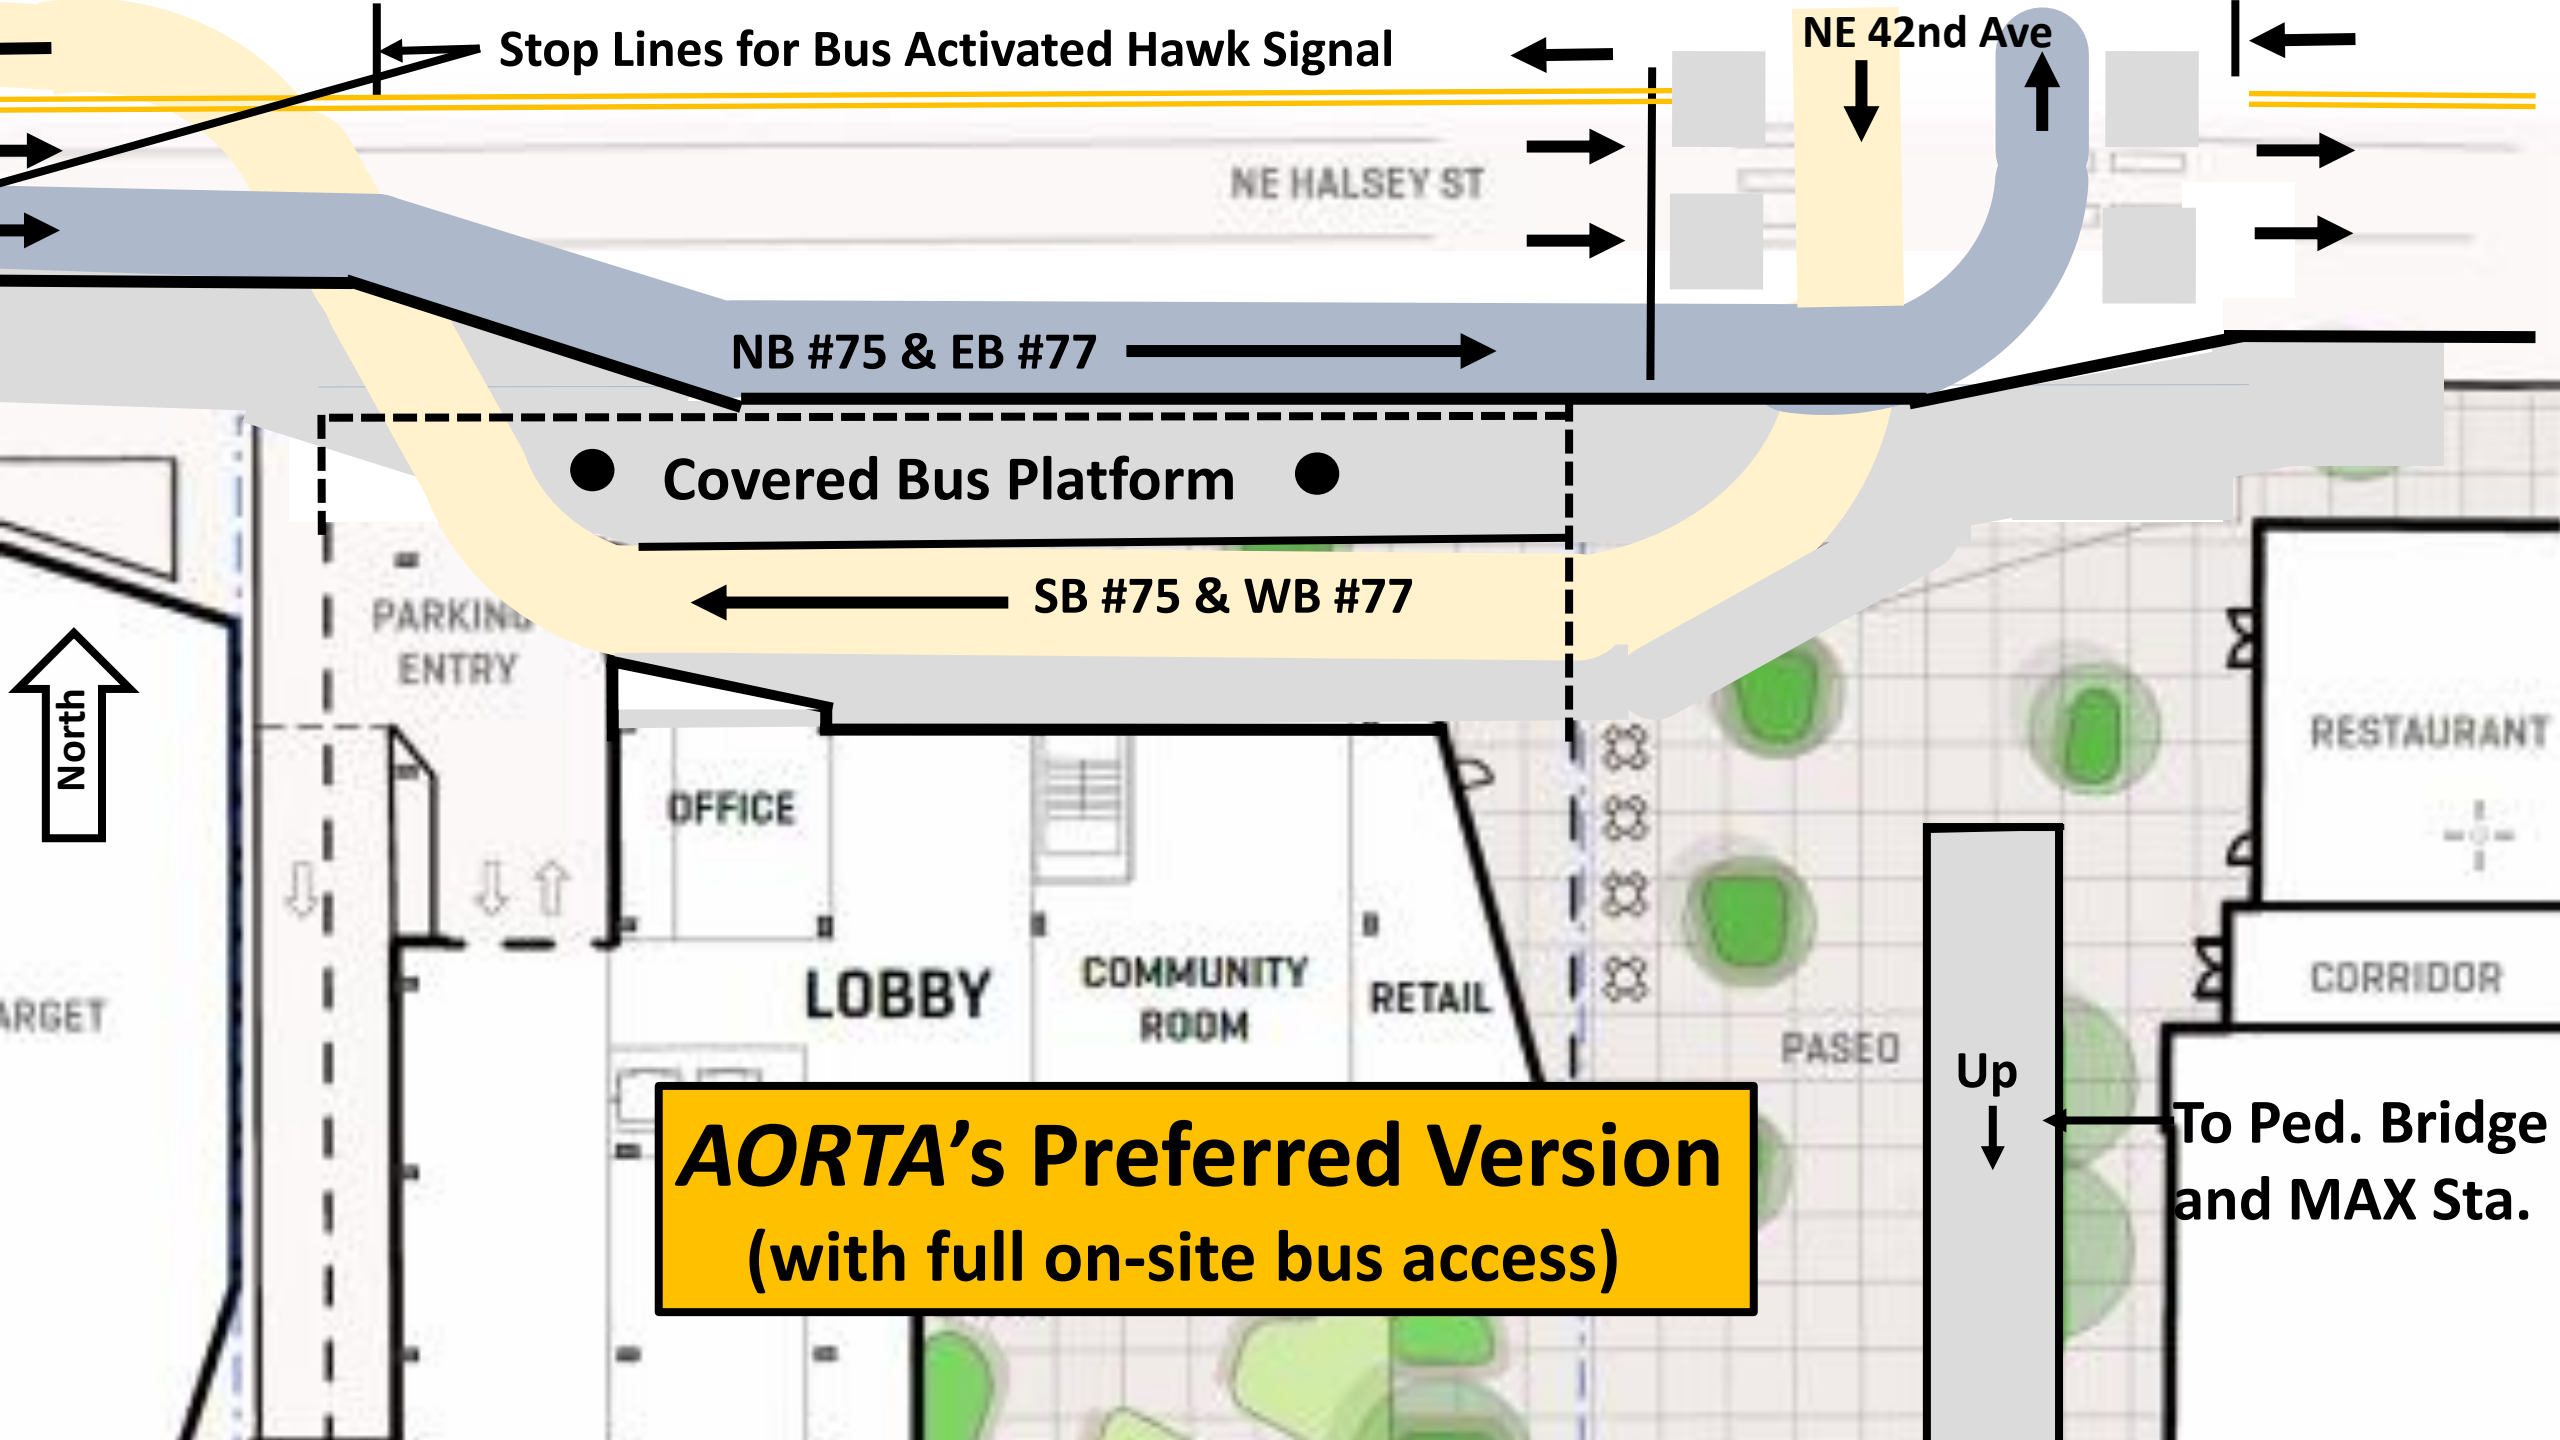 Stop Lines for Bus Activated Hawk Signal
NE 42nd Ave
NE HALSEY ST
NB #75 & EB #77
Covered Bus Platform
SB #75 & WB #77
PARKING
ENTRY
North
OFFICE
RESTAURANT
LOBBY
COMMUNITY
ROOM
RETAIL
CORRIDOR
ARGET
PASEO
Up
To Ped. Bridge
and MAX Sta.
AORTA's Preferred Version
(with full on-site bus access)